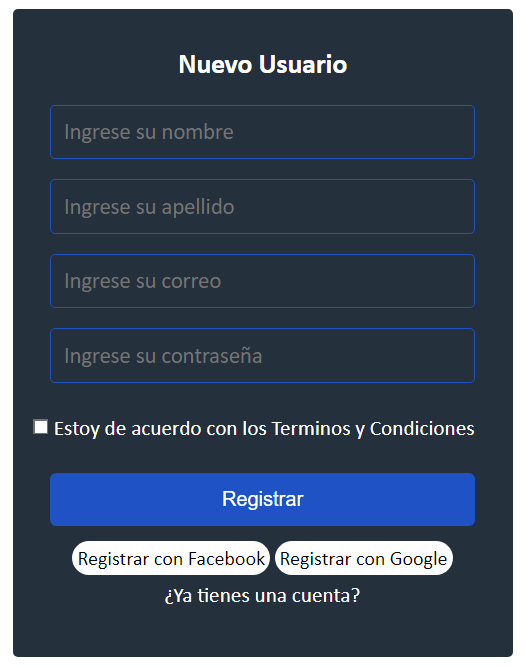 Nuevo Usuario
Ingrese su nombre
Ingrese su apellido
Ingrese su correo
Ingrese su contraseña
Estoy de acuerdo con los Terminos y Condiciones
Registrar
Registrar con Facebook Registrar con Google
¿Ya tienes una cuenta?